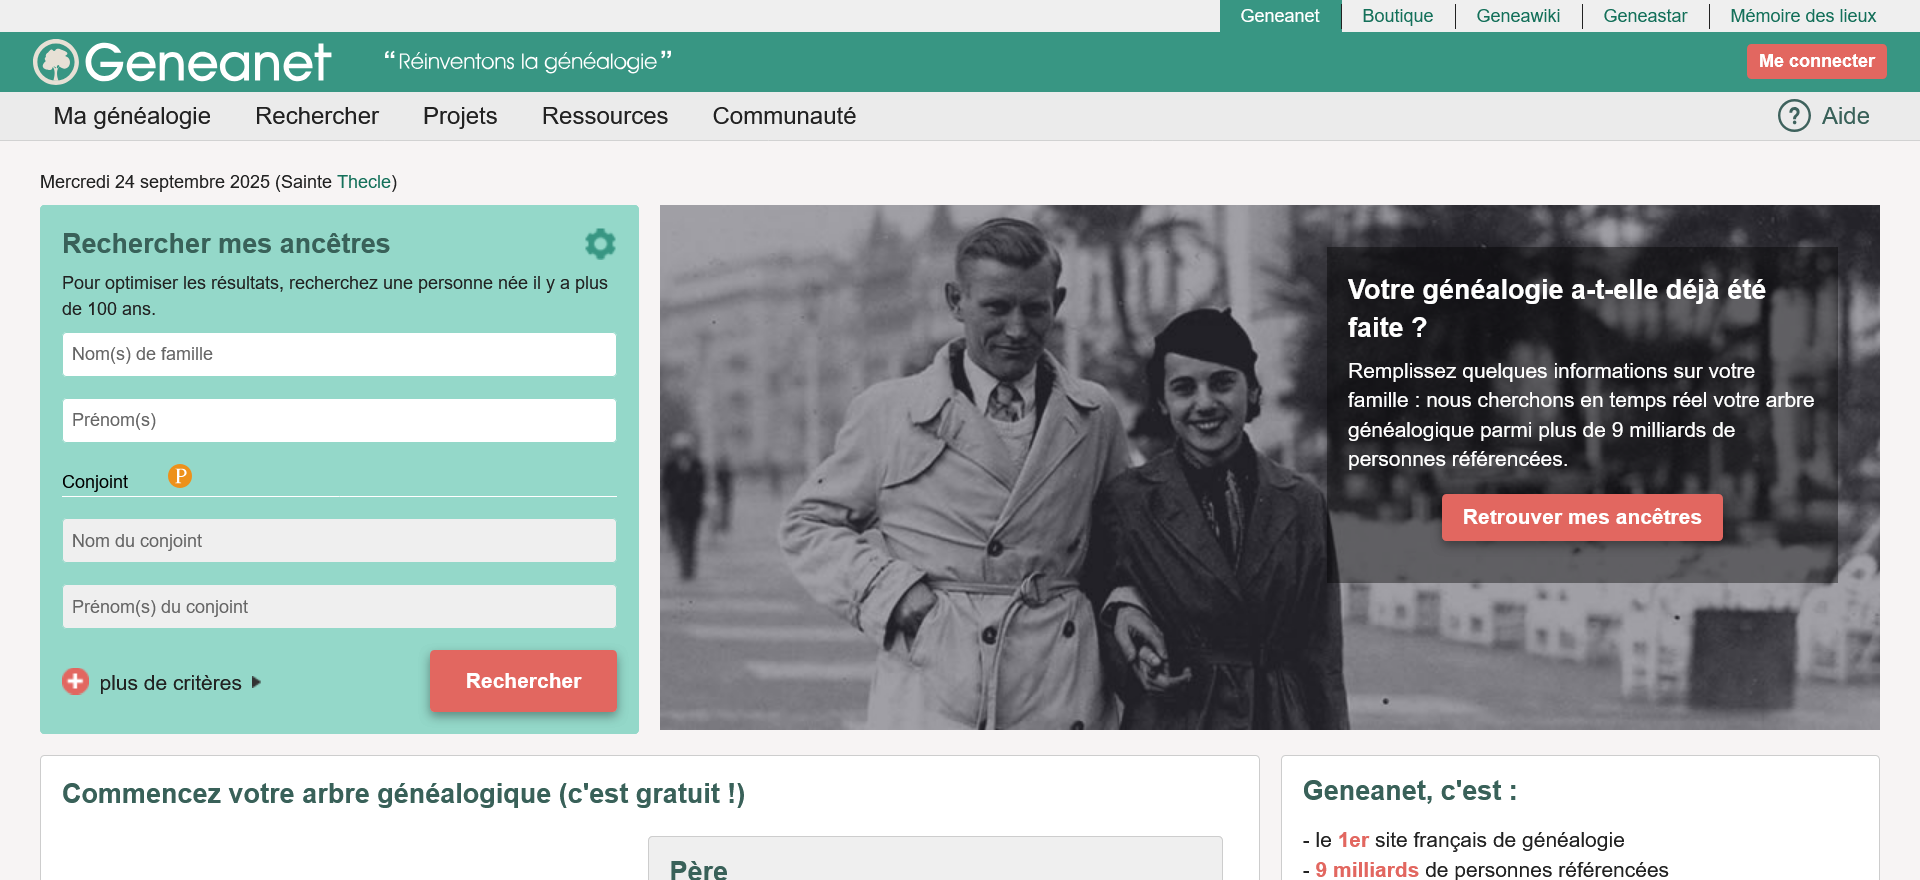 Geneanet
Boutique
Geneawiki
Geneastar
Mémoire des lieux
Geneanet
“Réinventons la généalogie”
Me connecter
Ma généalogie
Rechercher
Projets
Ressources
Communauté
? Aide
Mercredi 24 septembre 2025 (Sainte Thecle)
Rechercher mes ancêtres
Pour optimiser les résultats, recherchez une personne née il y a plus
de 100 ans.
Nom(s) de famille
Prénom(s)
Conjoint P
Nom du conjoint
Prénom(s) du conjoint
plus de critères
Rechercher
Votre généalogie a-t-elle déjà été
faite ?
Remplissez quelques informations sur votre
famille : nous cherchons en temps réel votre arbre
généalogique parmi plus de 9 milliards de
personnes référencées.
Retrouver mes ancêtres
Commencez votre arbre généalogique (c'est gratuit !)
Père
Geneanet, c'est :
- le 1er site français de généalogie
- 9 milliards de personnes référencées